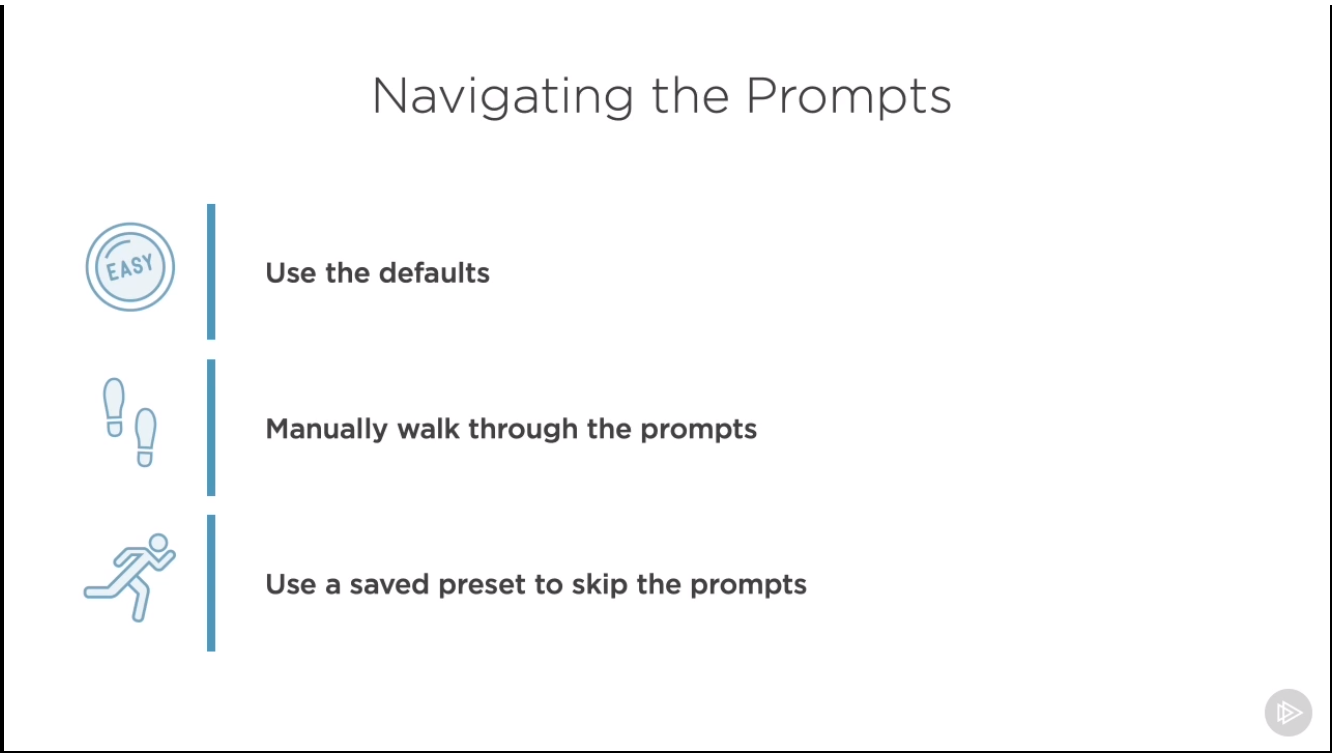 Navigating the Prompts
EASY
Use the defaults
Manually walk through the prompts
Use a saved preset to skip the prompts